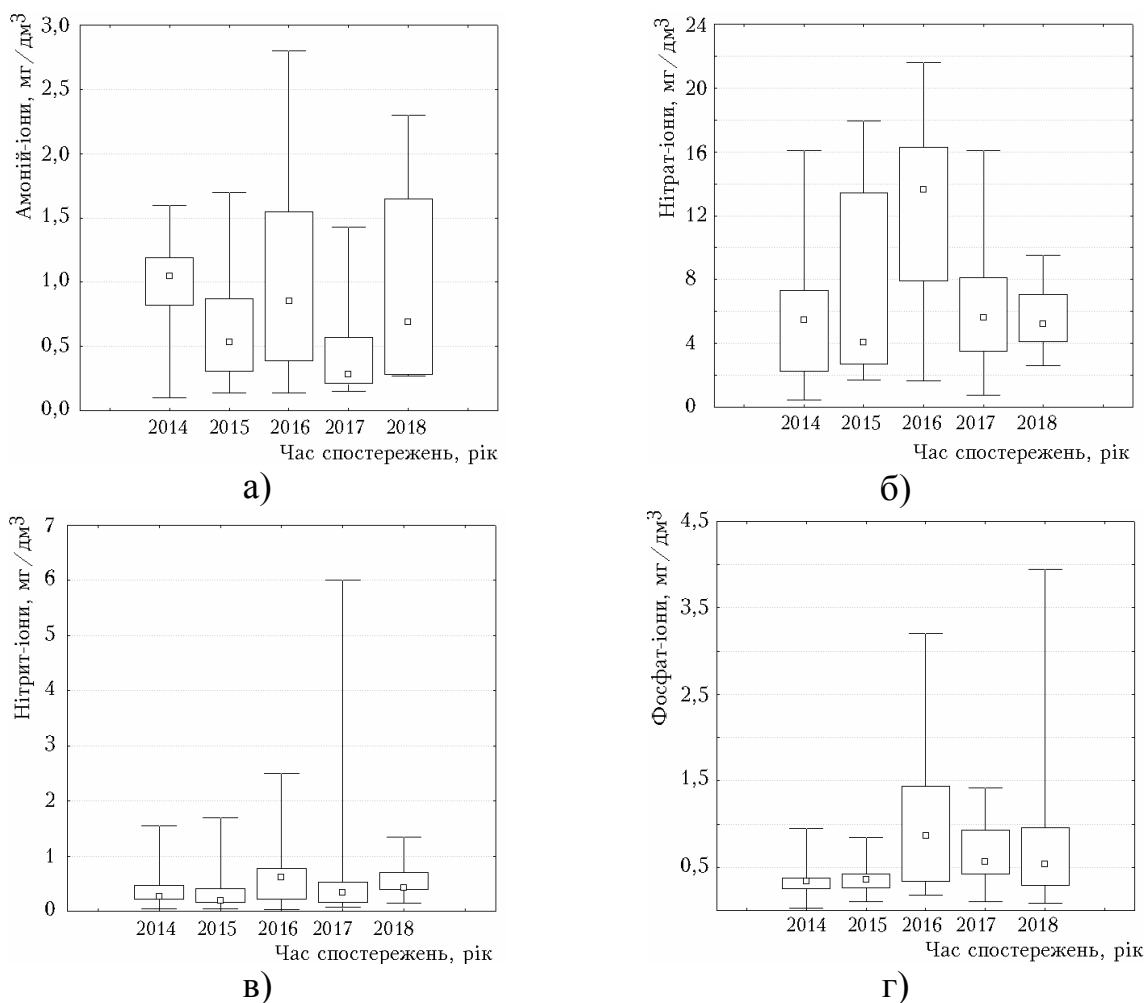 Амоній-іони, мг/дм³
3,0
2,5
2,0
1,5
1,0
0,5
0,0
2014 2015 2016 2017 2018
Час спостережень, рік
а)
Нітрат-іони, мг/дм³
24
20
16
12
8
4
0
2014 2015 2016 2017 2018
Час спостережень, рік
б)
Нітрит-іони, мг/дм³
7
6
5
4
3
2
1
0
2014 2015 2016 2017 2018
Час спостережень, рік
в)
Фосфат-іони, мг/дм³
4,5
3,5
2,5
1,5
0,5
2014 2015 2016 2017 2018
Час спостережень, рік
г)